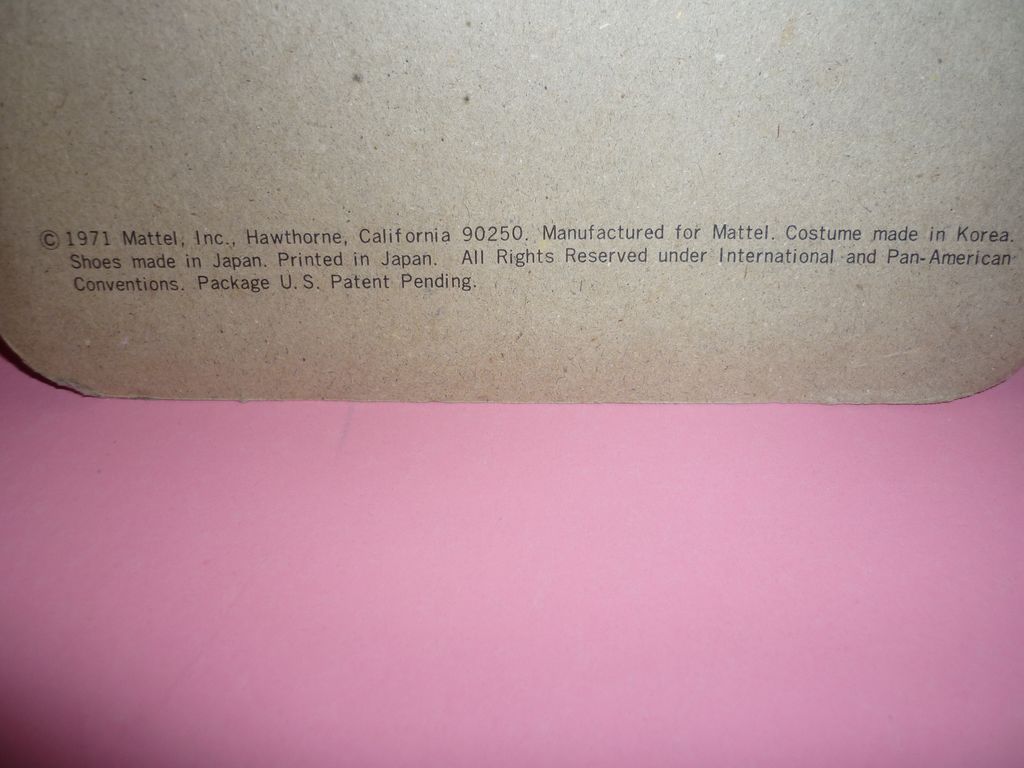 © 1971 Mattel, Inc., Hawthorne, California 90250. Manufactured for Mattel. Costume made in Korea.
Shoes made in Japan. Printed in Japan. All Rights Reserved under International and Pan-American
Conventions. Package U.S. Patent Pending.